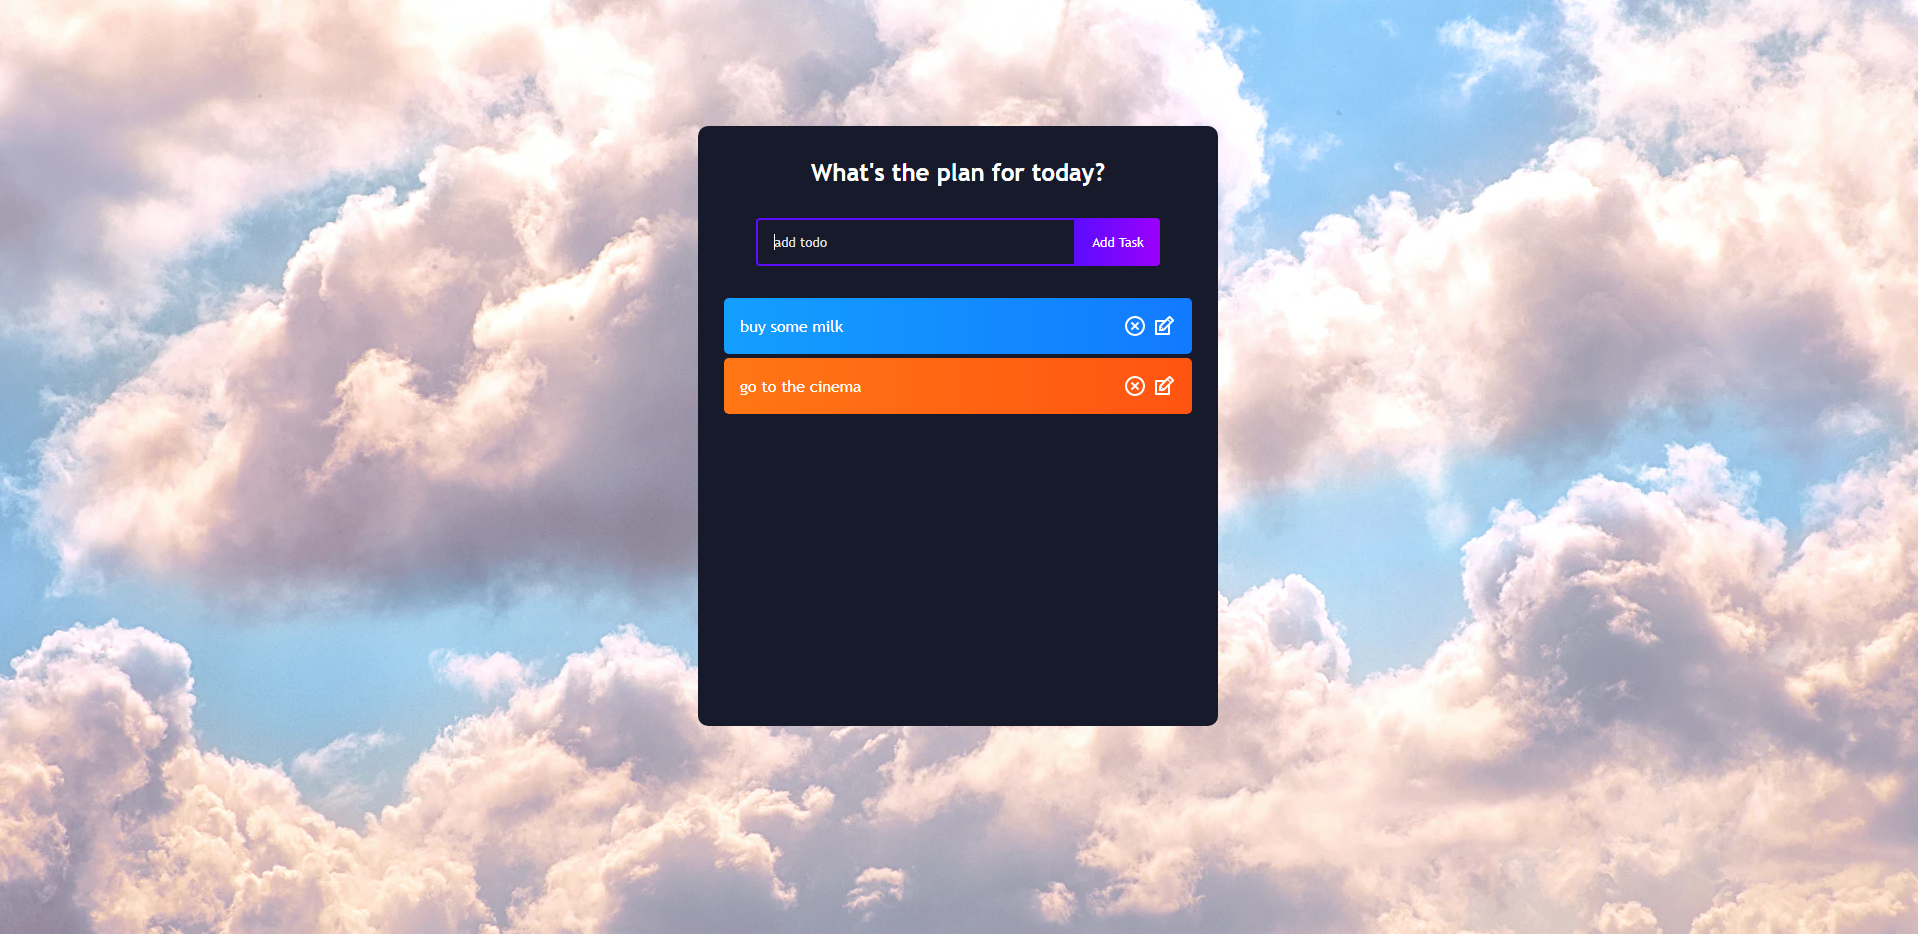 What's the plan for today?
add todo
Add Task
buy some milk
go to the cinema